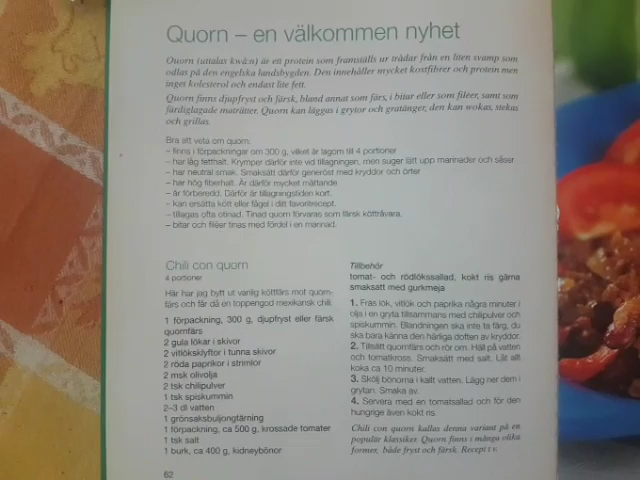 Quorn – en välkommen nyhet
Quorn (uttalas kwå:n) är ett protein som framställs ur trådar från en liten svamp som
odlas på den engelska landsbygden. Den innehåller mycket kostfibrer och protein men
inget kolesterol och endast lite fett.
Quorn finns djupfryst och färsk, bland annat som färs, i bitar eller som filéer, samt som
färdiglagade maträtter. Quorn kan läggas i grytor och gratänger, den kan wokas, stekas
och grillas.
Bra att veta om quorn:
– finns i förpackningar om 300 g, vilket är lagom till 4 portioner
– har låg fetthalt. Krymper därför inte vid tillagningen, men suger lätt upp marinader och såser.
– har neutral smak. Smaksätt därför generöst med kryddor och örter
– har hög fiberhalt. Är därför mycket mättande
– är förberedd. Därför är tillagningstiden kort.
– kan ersätta kött eller fågel i ditt favoritrecept.
– tillagas ofta otinad. Tinad quorn förvaras som färsk köttråvara.
– bitar och filéer tinas med fördel i en marinad.
Chili con quorn
4 portioner
Här har jag bytt ut vanlig köttfärs mot quorn-
färs och får då en toppengod mexikansk chili.
1 förpackning, 300 g, djupfryst eller färsk
quornfärs
2 gula lökar i skivor
2 vitlöksklyftor i tunna skivor
2 röda paprikor i strimlor
2 msk olivolja
2 tsk chilipulver
1 tsk spiskummin
2–3 dl vatten
1 grönsaksbuljongtärning
1 förpackning, ca 500 g, krossade tomater
1 tsk salt
1 burk, ca 400 g, kidneybönor
62
Tillbehör
tomat- och rödlökssallad, kokt ris gärna
smaksatt med gurkmeja
1. Fräs lök, vitlök och paprika några minuter i
olja i en gryta tillsammans med chilipulver och
spiskummin. Blandningen ska inte ta färg, du
ska bara känna den härliga doften av kryddor.
2. Tillsätt quornfärs och rör om. Häll på vatten
och tomatkross. Smaksätt med salt. Låt allt
koka ca 10 minuter.
3. Skölj bönorna i kallt vatten. Lägg ner dem i
grytan. Smaka av.
4. Servera med en tomatsallad och för den
hungrige även kokt ris.
Chili con quorn kallas denna variant på en
populär klassiker. Quorn finns i många olika
former, både fryst och färsk. Recept t v.